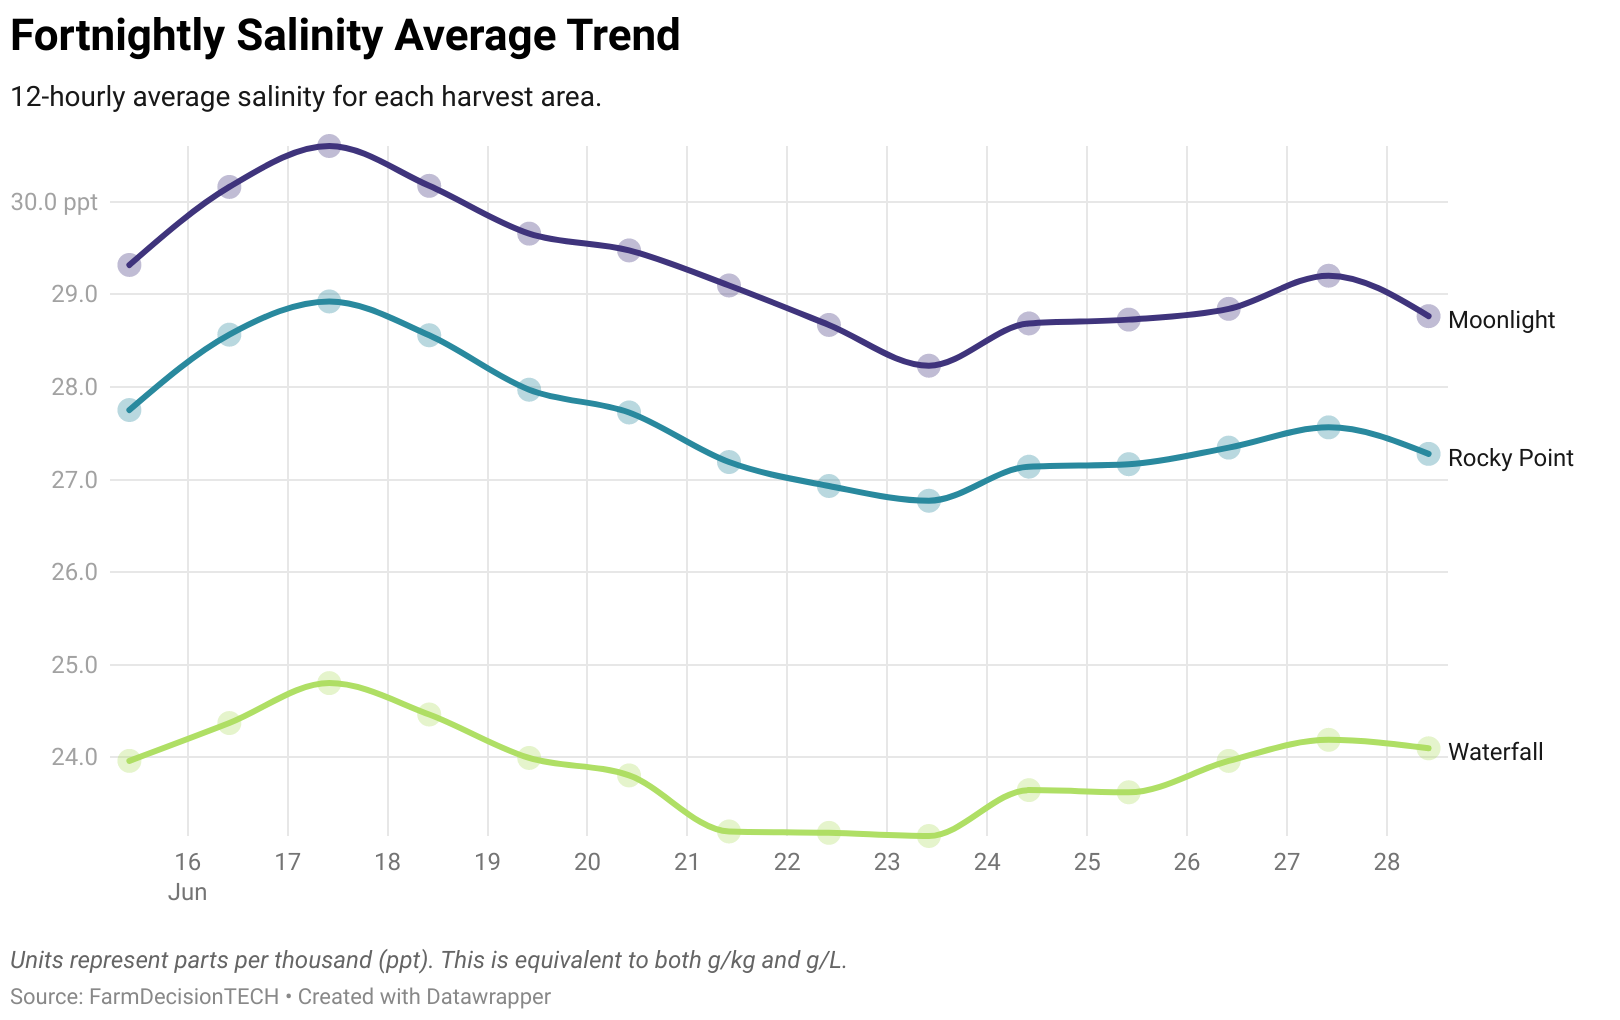 Fortnightly Salinity Average Trend
12-hourly average salinity for each harvest area.
30.0 ppt
29.0
28.0
27.0
26.0
25.0
24.0
Moonlight
Rocky Point
Waterfall
16 17 18 19 20 21 22 23 24 25 26 27 28
Jun
Units represent parts per thousand (ppt). This is equivalent to both g/kg and g/L.
Source: FarmDecisionTECH • Created with Datawrapper